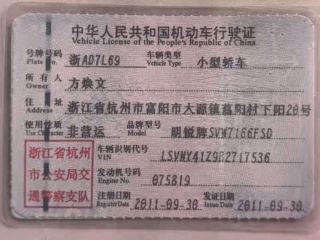 中华人民共和国机动车行驶证
Vehicle License of the People's Republic of China
号牌号码 浙AD7L69 车辆类型 小型轿车
Plate No. Vehicle Type
所有人 方焕文
Owner
住址 浙江省杭州市富阳市大源镇葛阳村下阳20号
Address
使用性质 非营运 品牌型号 明锐牌SVW7166FSD
Use Character Model
浙江省杭州 车辆识别代号 LSVNY41Z9B2717536
VIN
市公安局交 发动机号码 075819
Engine No.
通警察支队 注册日期 2011-09-30 发证日期 2011-09-30
Register Date Issue Date